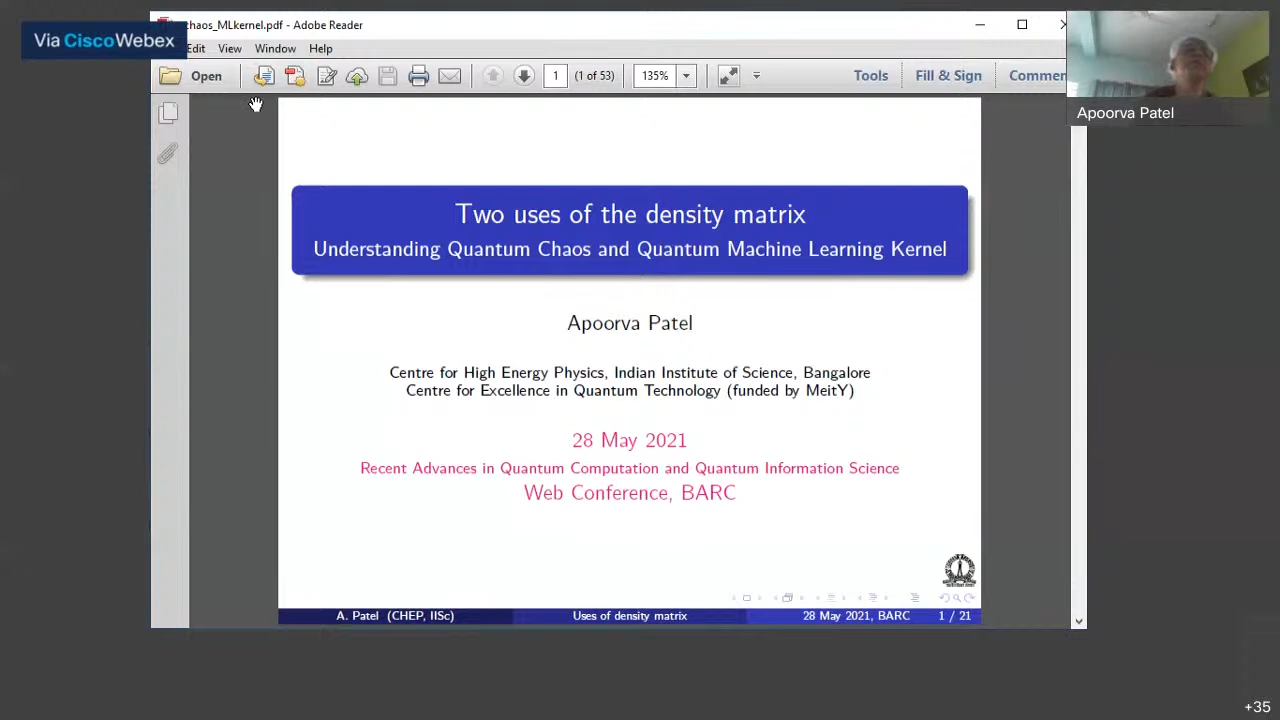 chaos_MLkernel.pdf - Adobe Reader
Via CiscoWebex
Edit View Window Help
Open 1 (1 of 53) 135% Tools Fill & Sign Commen
Apoorva Patel
Two uses of the density matrix
Understanding Quantum Chaos and Quantum Machine Learning Kernel
Apoorva Patel
Centre for High Energy Physics, Indian Institute of Science, Bangalore
Centre for Excellence in Quantum Technology (funded by MeitY)
28 May 2021
Recent Advances in Quantum Computation and Quantum Information Science
Web Conference, BARC
A. Patel (CHEP, IISc) Uses of density matrix 28 May 2021, BARC 1 / 21
+35